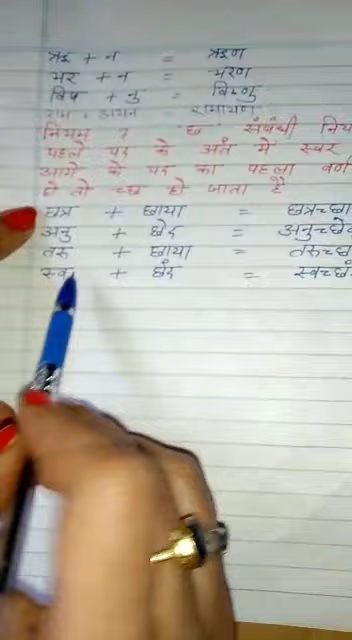 ऋ + न = ऋण
भर + न = भरण
विष + नु = विष्णु
राम + अयन = रामायण
नियम 7 'छ' संबंधी निय
पहले पद के अंत में स्वर
आगे के पद का पहला वर्ण
हो तो च्छ हो जाता है
छत्र + छाया = छत्रच्छा
अनु + छेद = अनुच्छे
तरु + छाया = तरुच्छ
स्व + छंद = स्वच्छं